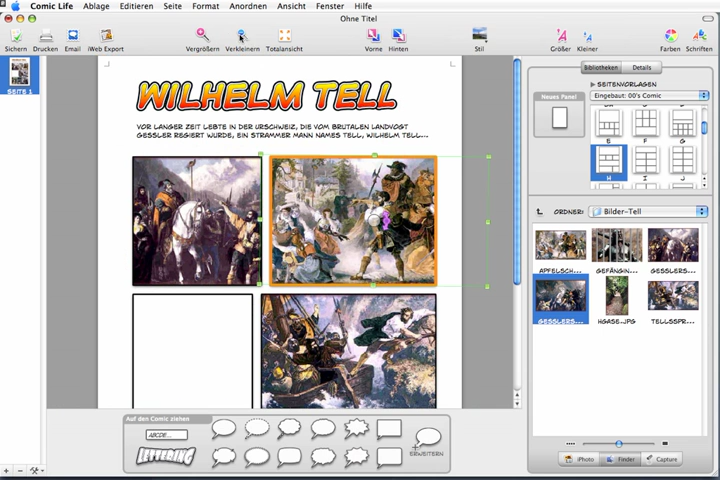 Comic Life Ablage Editieren Seite Format Anordnen Ansicht Fenster Hilfe
Ohne Titel
Sichern Drucken Email iWeb Export Vergrößern Verkleinern Totalansicht Vorne Hinten Stil Größer Kleiner Farben Schriften
SEITE 1
WILHELM TELL
VOR LANGER ZEIT LEBTE IN DER URSCHWEIZ, DIE VOM BRUTALEN LANDVOGT
GESSLER REGIERT WURDE, EIN STRAMMER MANN NAMES TELL, WILHELM TELL...
Bibliotheken Details
SEITENVORLAGEN
Neues Panel
Eingebaut: 00's Comic
E F G
H I J
ORDNER: Bilder-Tell
APFELSCH... GEFÄNGIN... GESSLERS...
GESSLERS... HGASE.JPG TELLSSPR...
Auf den Comic ziehen
ABCDE...
LETTERING
ERWEITERN
iPhoto Finder Capture